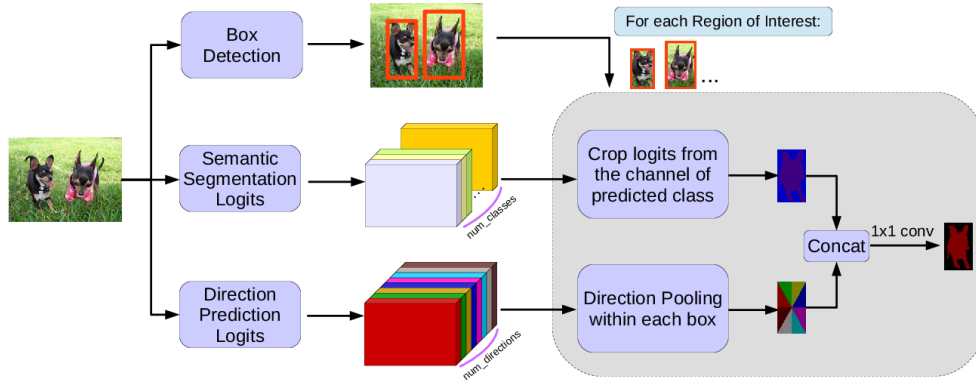 Box
Detection
For each Region of Interest:
...
Semantic
Segmentation
Logits
...
num_classes
Crop logits from
the channel of
predicted class
Concat
1x1 conv
Direction
Prediction
Logits
num_directions
Direction Pooling
within each box